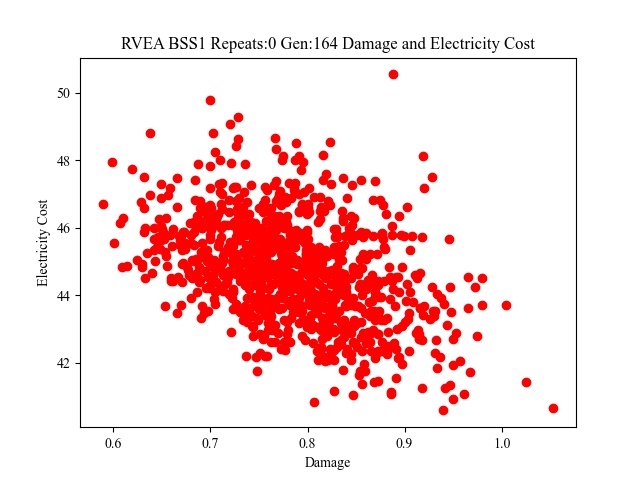 RVEA BSS1 Repeats:0 Gen:164 Damage and Electricity Cost
50
48
46
44
42
Electricity Cost
0.6 0.7 0.8 0.9 1.0
Damage